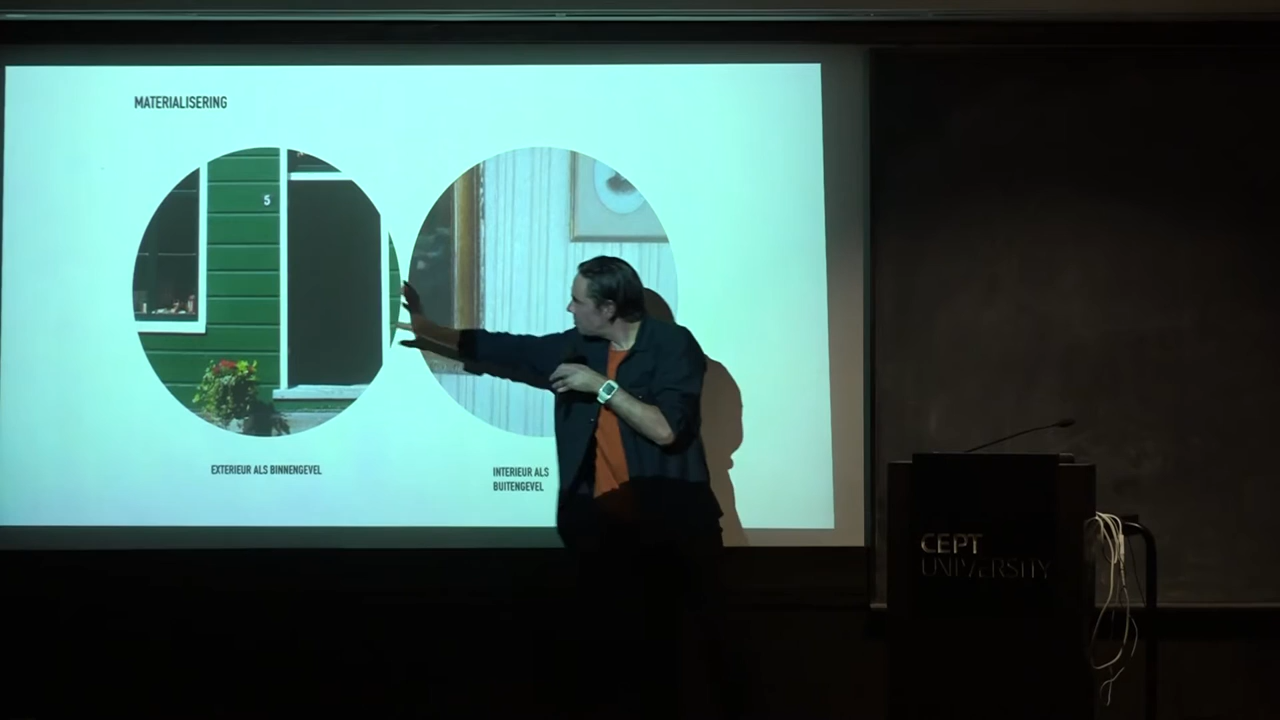 MATERIALISERING
5
EXTERIEUR ALS BINNENGEVEL
INTERIEUR ALS
BUITENGEVEL
CEPT
UNIVERSITY